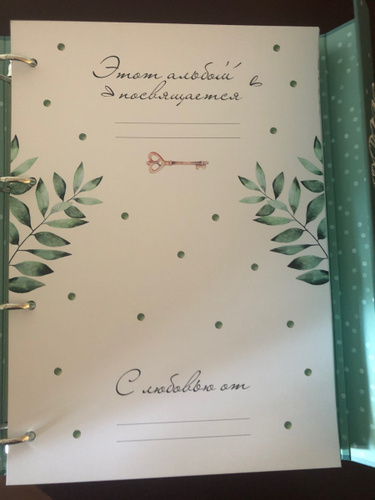 Этот альбом
посвящается
С любовью от